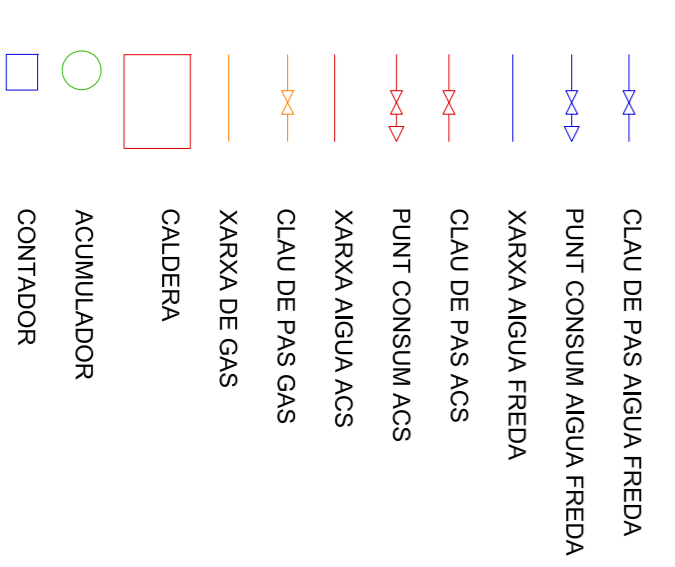 CLAU DE PAS AIGUA FREDA
PUNT CONSUM AIGUA FREDA
XARXA AIGUA FREDA
CLAU DE PAS ACS
PUNT CONSUM ACS
XARXA AIGUA ACS
CLAU DE PAS GAS
XARXA DE GAS
CALDERA
ACUMULADOR
CONTADOR